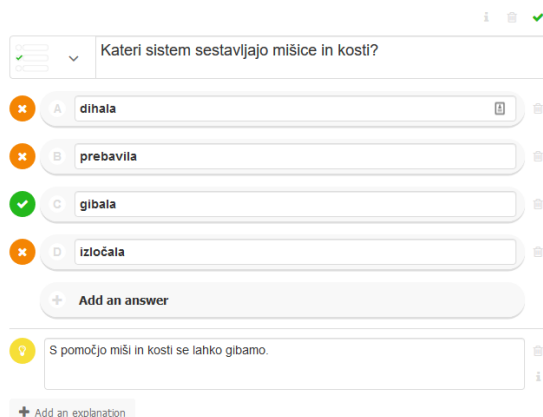 Kateri sistem sestavljajo mišice in kosti?
A dihala
B prebavila
C gibala
D izločala
Add an answer
S pomočjo miši in kosti se lahko gibamo.
Add an explanation